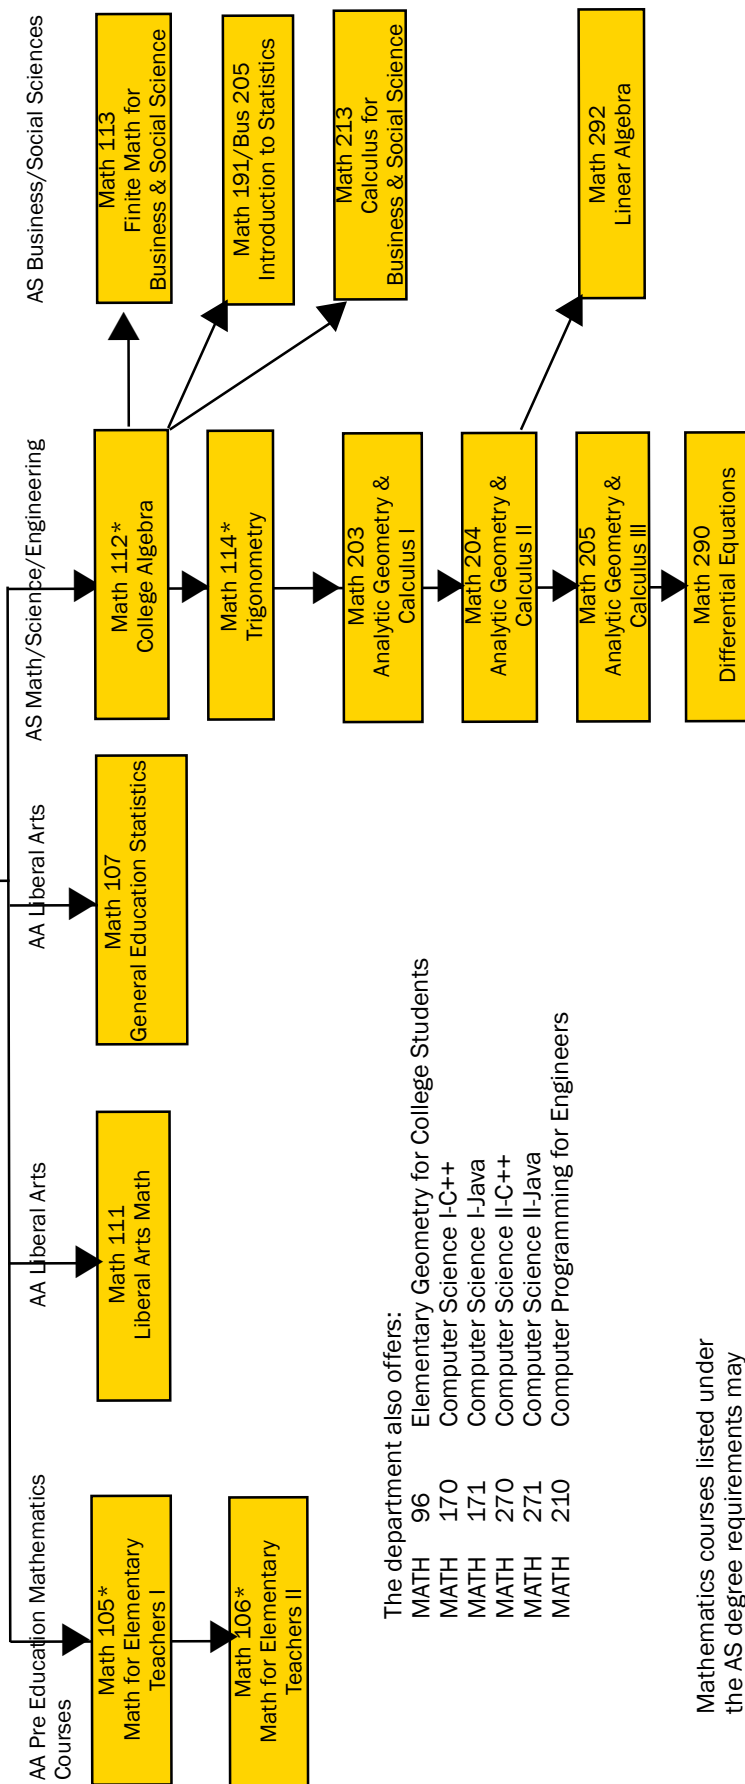 AA Pre Education Mathematics
Courses
AA Liberal Arts
AA Liberal Arts
AS Math/Science/Engineering
AS Business/Social Sciences
Math 105*
Math for Elementary
Teachers I
Math 106*
Math for Elementary
Teachers II
Math 111
Liberal Arts Math
Math 107
General Education Statistics
Math 112*
College Algebra
Math 114*
Trigonometry
Math 203
Analytic Geometry &
Calculus I
Math 204
Analytic Geometry &
Calculus II
Math 205
Analytic Geometry &
Calculus III
Math 290
Differential Equations
Math 113
Finite Math for
Business & Social Science
Math 191/Bus 205
Introduction to Statistics
Math 213
Calculus for
Business & Social Science
Math 292
Linear Algebra
The department also offers:
MATH 96 Elementary Geometry for College Students
MATH 170 Computer Science I-C++
MATH 171 Computer Science I-Java
MATH 270 Computer Science II-C++
MATH 271 Computer Science II-Java
MATH 210 Computer Programming for Engineers
Mathematics courses listed under
the AS degree requirements may